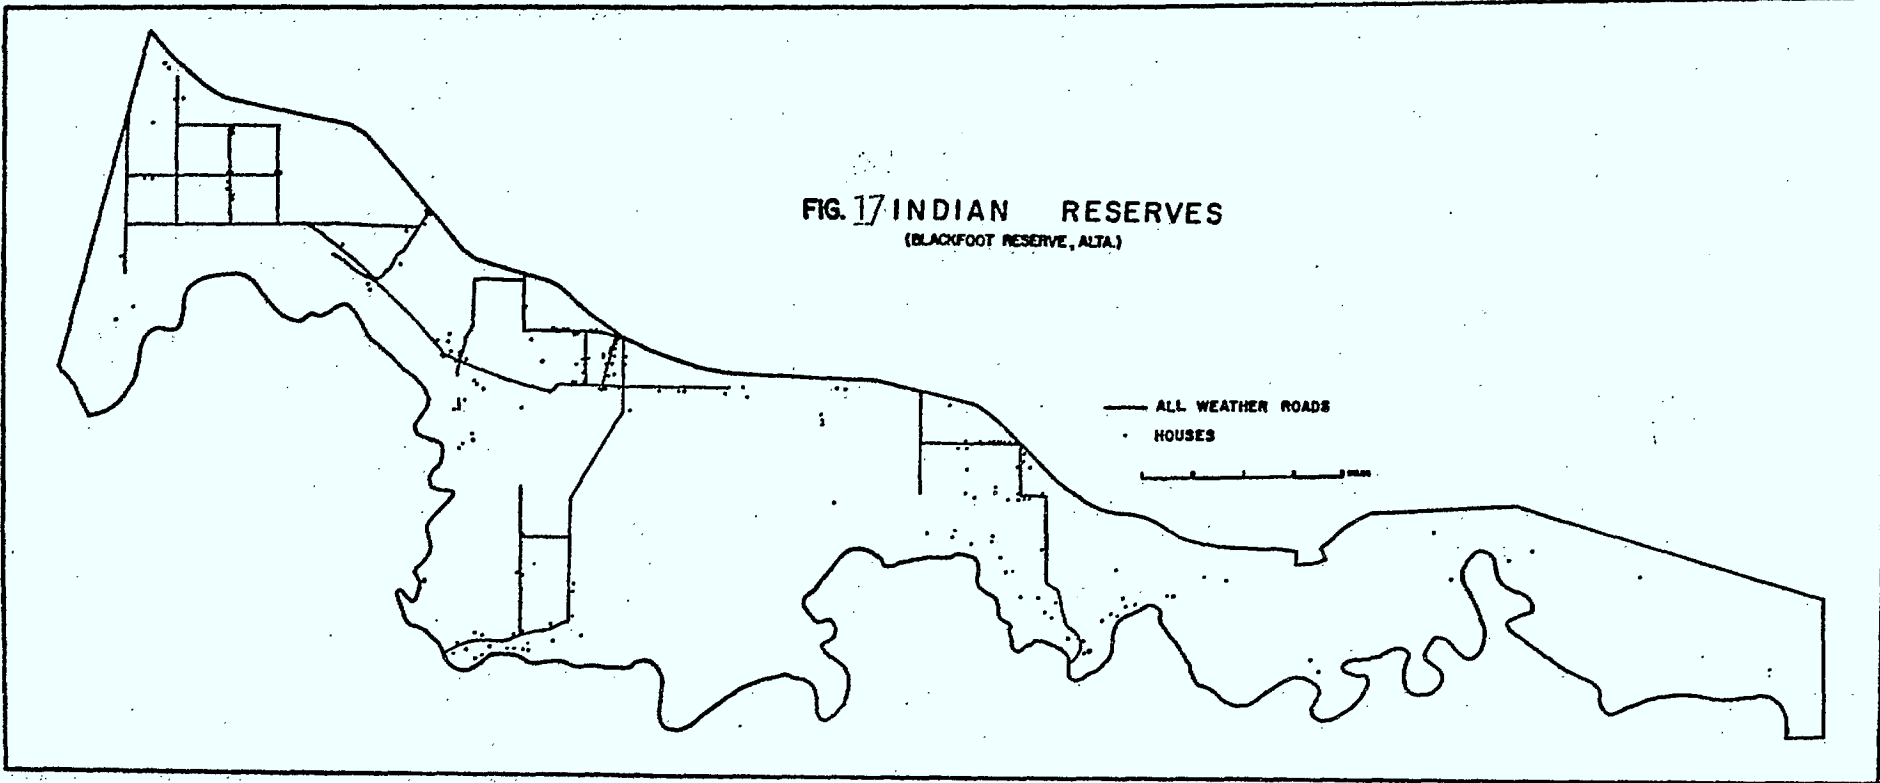 FIG. 17 INDIAN RESERVES
(BLACKFOOT RESERVE, ALTA.)
ALL WEATHER ROADS
HOUSES